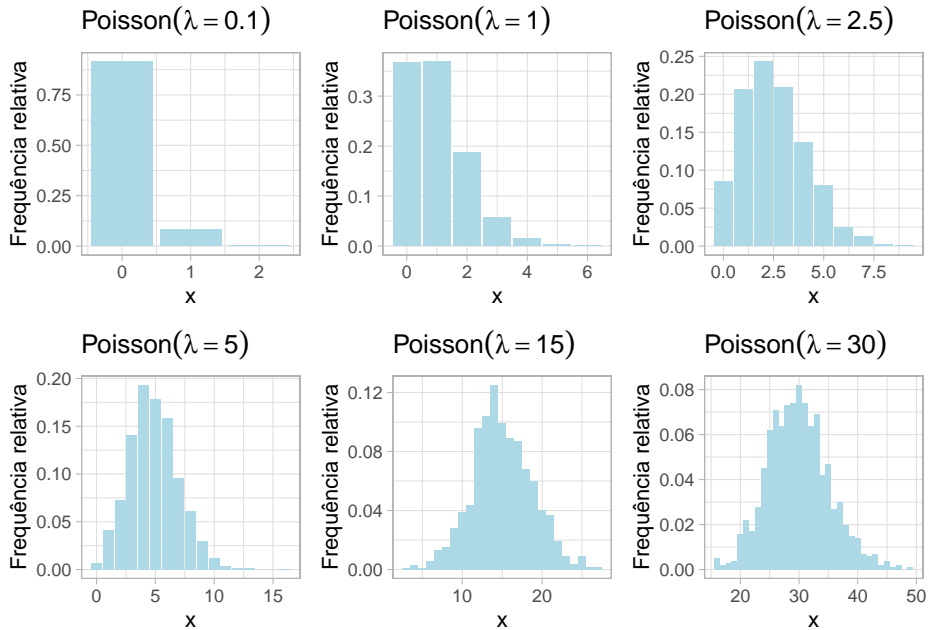 Poisson(λ = 0.1)
Frequência relativa
0.75
0.50
0.25
0.00
0 1 2
x
Poisson(λ = 1)
Frequência relativa
0.3
0.2
0.1
0.0
0 2 4 6
x
Poisson(λ = 2.5)
Frequência relativa
0.25
0.20
0.15
0.10
0.05
0.00
0.0 2.5 5.0 7.5
x
Poisson(λ = 5)
Frequência relativa
0.20
0.15
0.10
0.05
0.00
0 5 10 15
x
Poisson(λ = 15)
Frequência relativa
0.12
0.08
0.04
0.00
10 20
x
Poisson(λ = 30)
Frequência relativa
0.08
0.06
0.04
0.02
0.00
20 30 40 50
x